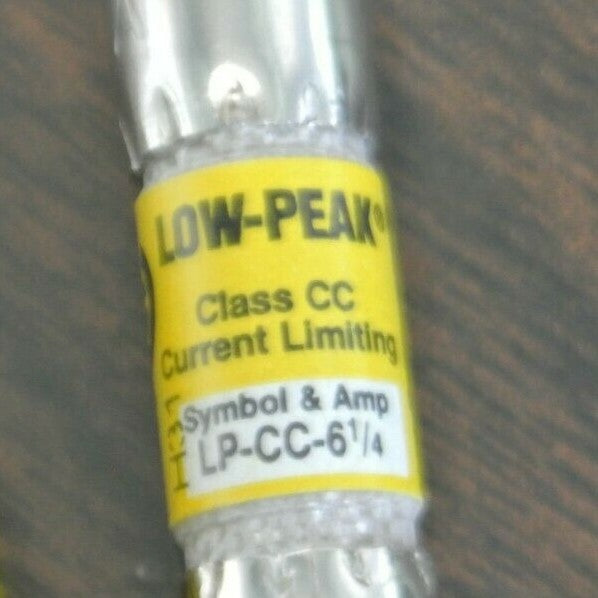 LOW-PEAK®
Class CC
Current Limiting
Symbol & Amp
LP-CC-6¹/₄